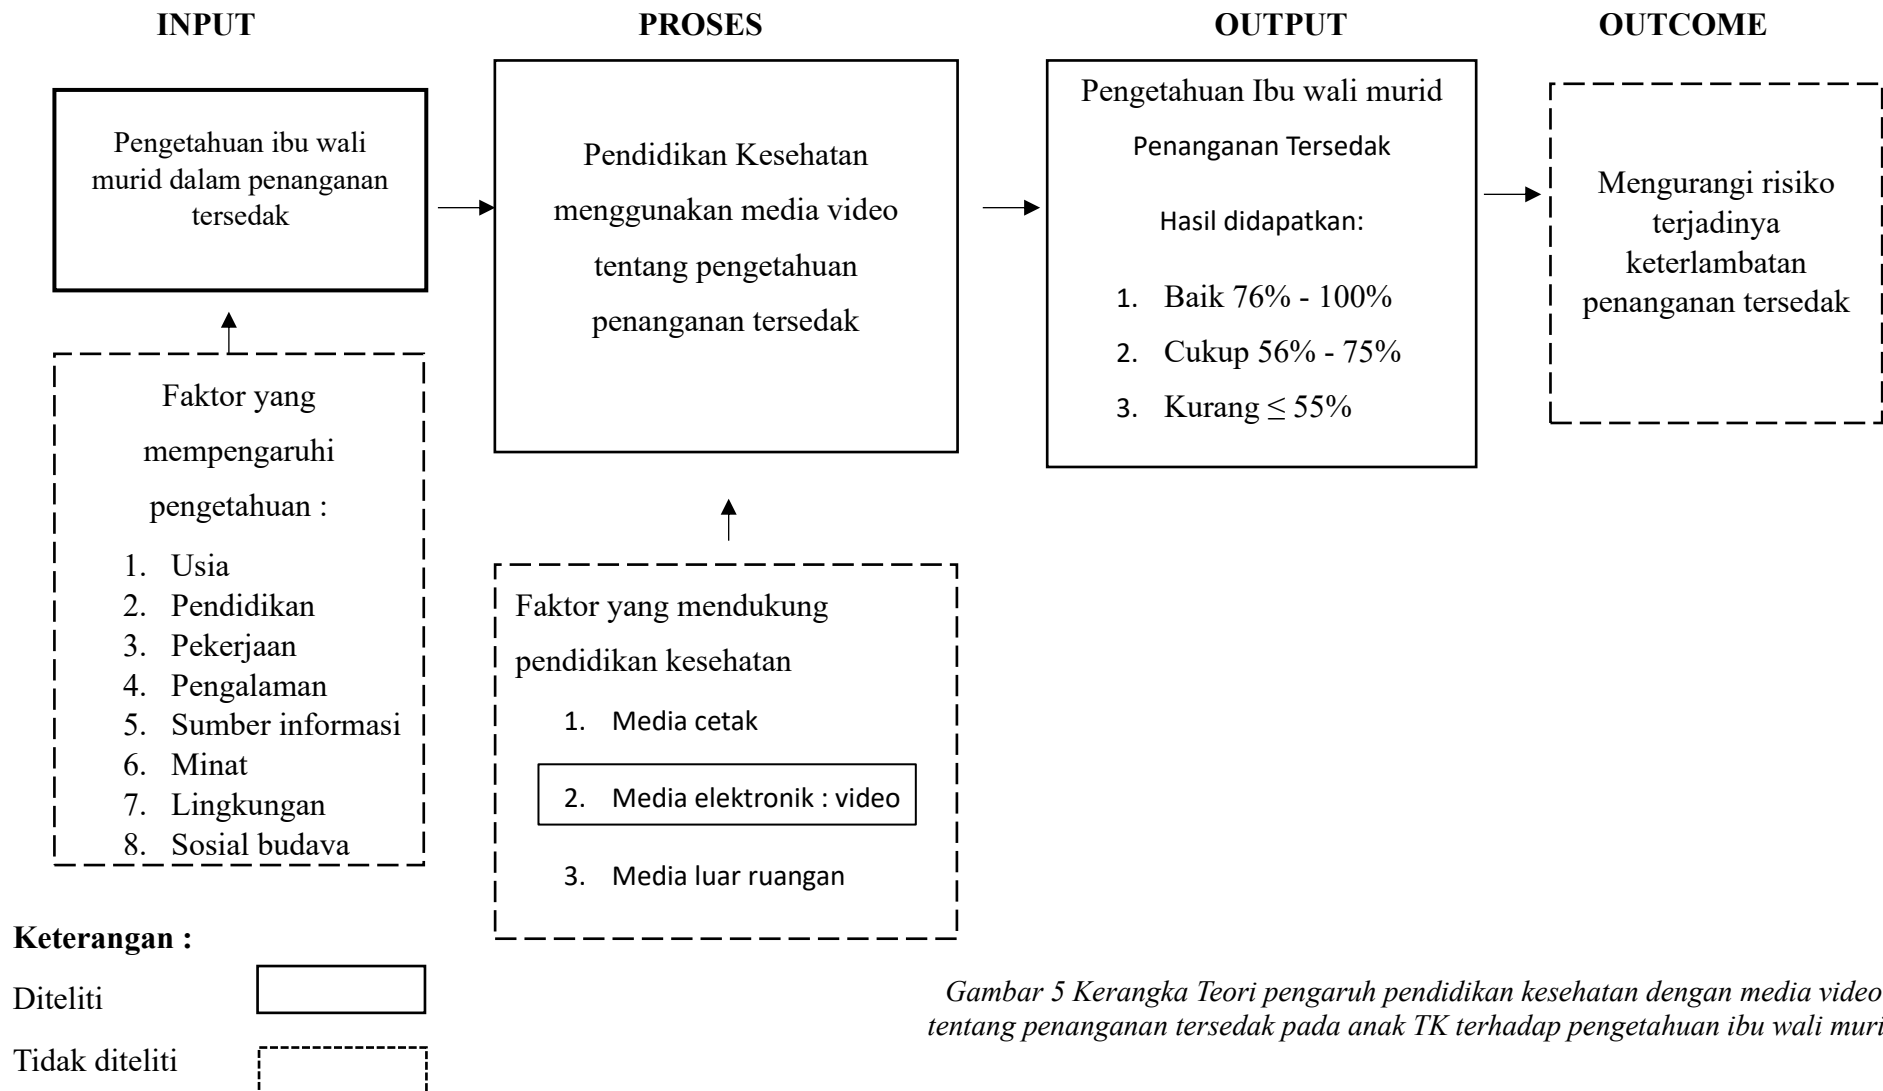 INPUT
PROSES
OUTPUT
OUTCOME
Pengetahuan ibu wali
murid dalam penanganan
tersedak
Pendidikan Kesehatan
menggunakan media video
tentang pengetahuan
penanganan tersedak
Pengetahuan Ibu wali murid
Penanganan Tersedak
Hasil didapatkan:
1. Baik 76% - 100%
2. Cukup 56% - 75%
3. Kurang ≤ 55%
Mengurangi risiko
terjadinya
keterlambatan
penanganan tersedak
Faktor yang
mempengaruhi
pengetahuan :
1. Usia
2. Pendidikan
3. Pekerjaan
4. Pengalaman
5. Sumber informasi
6. Minat
7. Lingkungan
8. Sosial budaya
Faktor yang mendukung
pendidikan kesehatan
1. Media cetak
2. Media elektronik : video
3. Media luar ruangan
Keterangan :
Diteliti
Tidak diteliti
Gambar 5 Kerangka Teori pengaruh pendidikan kesehatan dengan media video
tentang penanganan tersedak pada anak TK terhadap pengetahuan ibu wali muri